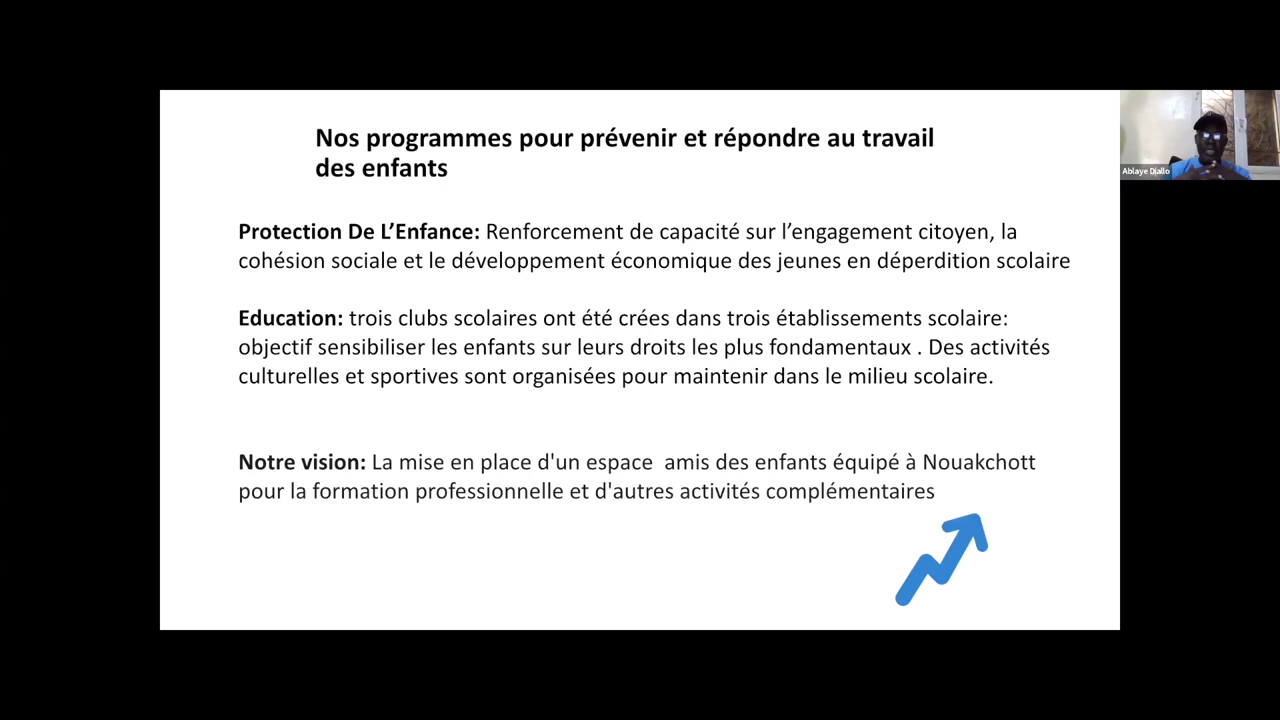 Nos programmes pour prévenir et répondre au travail
des enfants
Protection De L’Enfance: Renforcement de capacité sur l’engagement citoyen, la
cohésion sociale et le développement économique des jeunes en déperdition scolaire
Education: trois clubs scolaires ont été crées dans trois établissements scolaire:
objectif sensibiliser les enfants sur leurs droits les plus fondamentaux . Des activités
culturelles et sportives sont organisées pour maintenir dans le milieu scolaire.
Notre vision: La mise en place d'un espace  amis des enfants équipé à Nouakchott
pour la formation professionnelle et d'autres activités complémentaires
Ablaye Diallo